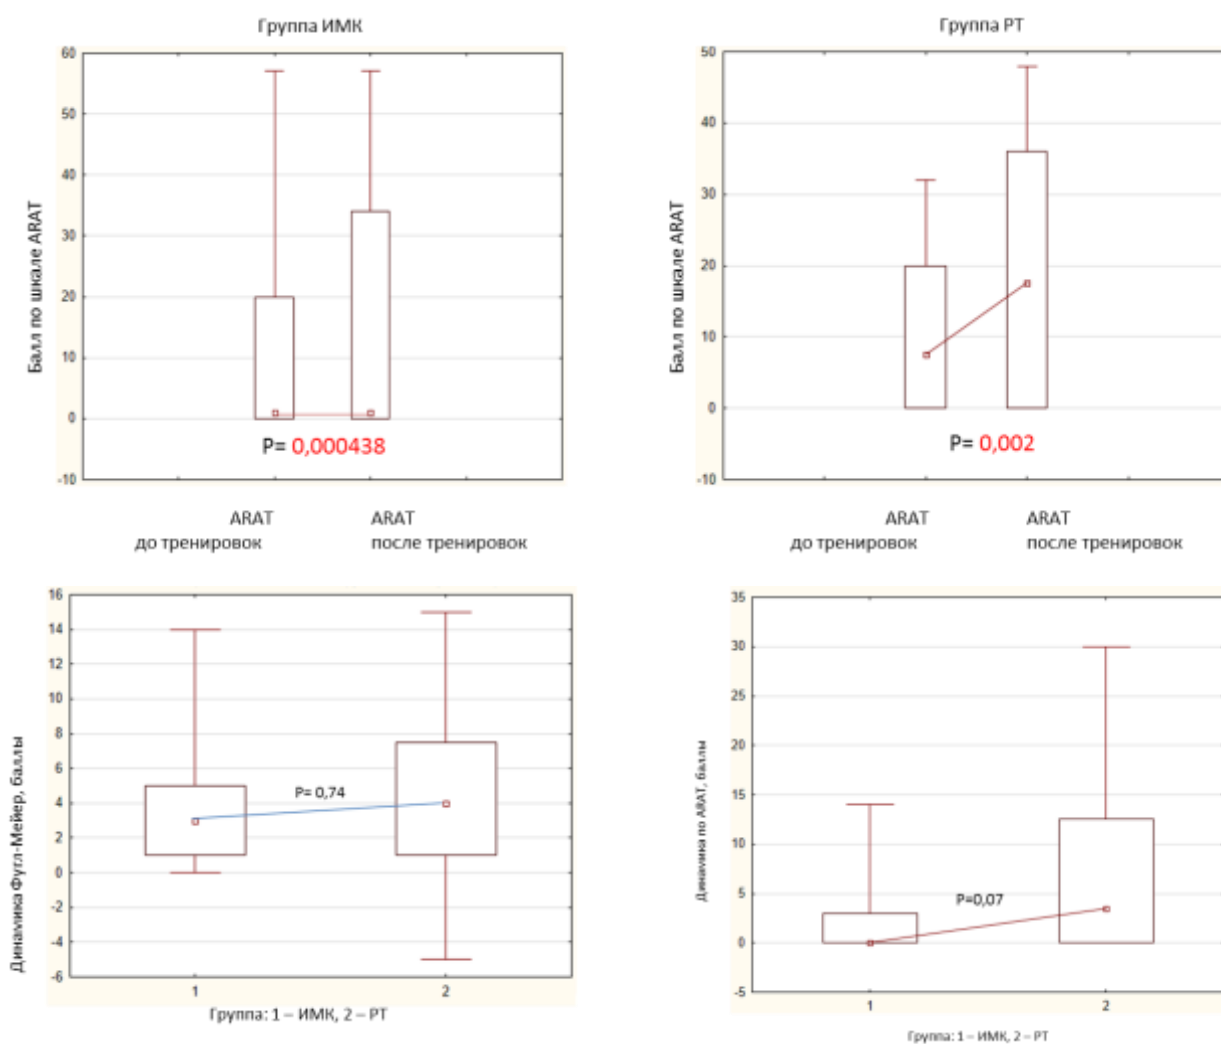 Группа ИМК
60
50
40
30
20
10
0
-10
Балл по шкале ARAT
P= 0,000438
ARAT
до тренировок
ARAT
после тренировок
Группа РТ
50
40
30
20
10
0
-10
Балл по шкале ARAT
P= 0,002
ARAT
до тренировок
ARAT
после тренировок
16
14
12
10
8
6
4
2
0
-2
-4
-6
Динамика Фугл-Мейер, баллы
P= 0,74
1
2
Группа: 1 – ИМК, 2 – РТ
35
30
25
20
15
10
5
0
-5
Динамика по ARAT, баллы
P=0,07
1
2
Группа: 1 – ИМК, 2 – РТ